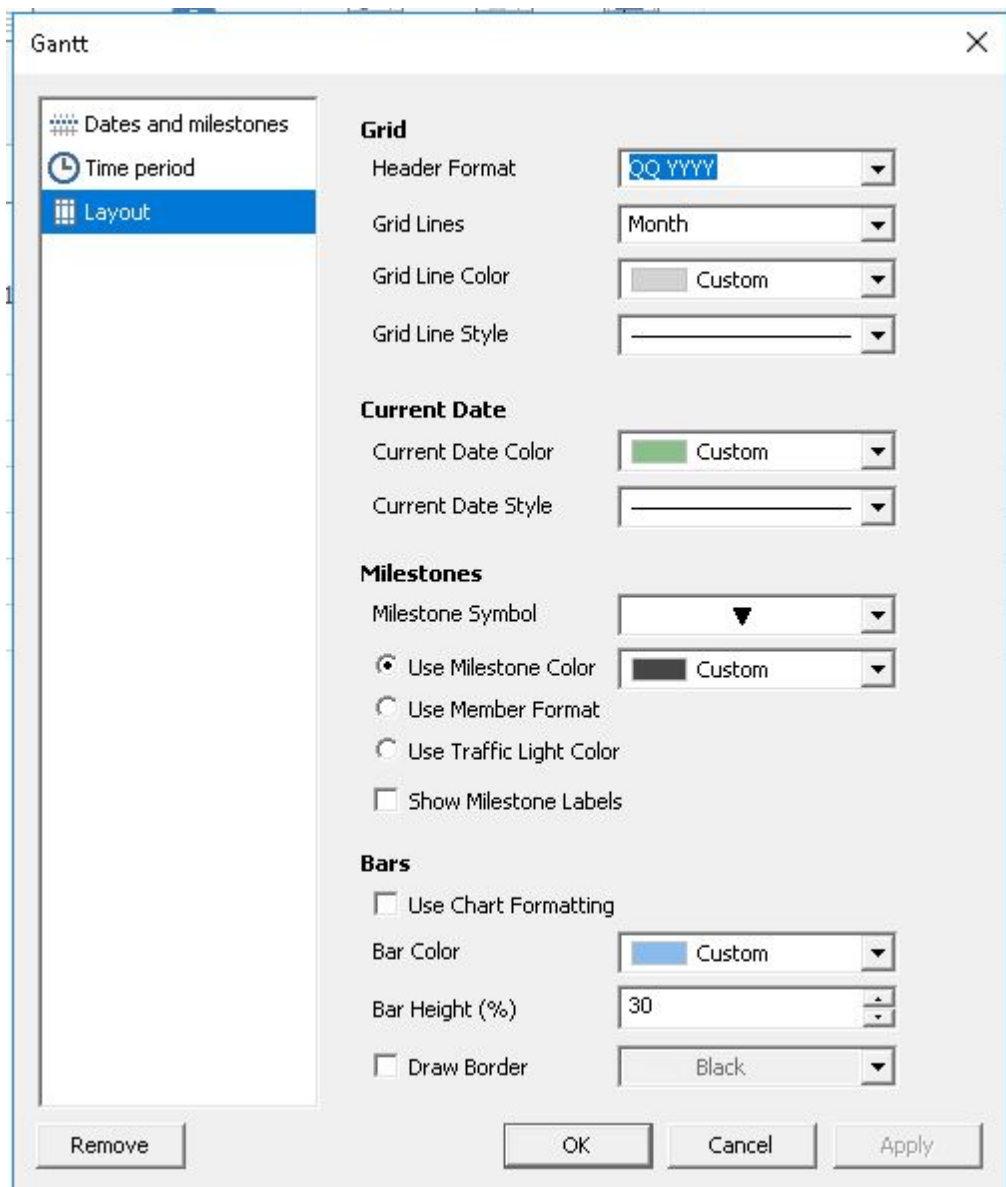 Gantt
Dates and milestones
Time period
Layout
Grid
Header Format QQ YYYY
Grid Lines Month
Grid Line Color Custom
Grid Line Style
Current Date
Current Date Color Custom
Current Date Style
Milestones
Milestone Symbol
Use Milestone Color Custom
Use Member Format
Use Traffic Light Color
Show Milestone Labels
Bars
Use Chart Formatting
Bar Color Custom
Bar Height (%) 30
Draw Border Black
Remove OK Cancel Apply